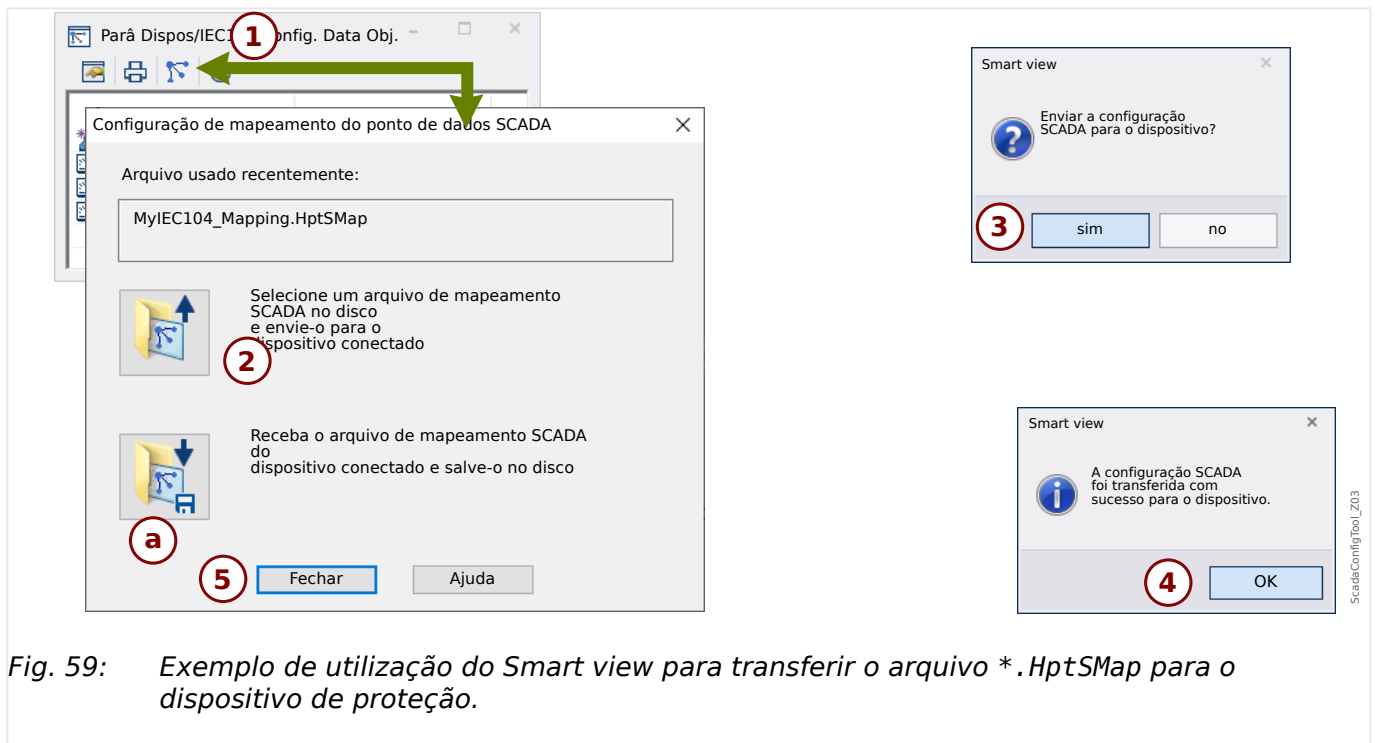 Parâ Dispos/IEC1 onfig. Data Obj.
1
Configuração de mapeamento do ponto de dados SCADA
Arquivo usado recentemente:
MyIEC104_Mapping.HptSMap
Selecione um arquivo de mapeamento
SCADA no disco
e envie-o para o
dispositivo conectado
2
Receba o arquivo de mapeamento SCADA
do
dispositivo conectado e salve-o no disco
a
5
Fechar
Ajuda
Smart view
Enviar a configuração
SCADA para o dispositivo?
3
sim
no
Smart view
A configuração SCADA
foi transferida com
sucesso para o dispositivo.
4
OK
ScadaConfigTool_Z03
Fig. 59: Exemplo de utilização do Smart view para transferir o arquivo *.HptSMap para o
dispositivo de proteção.